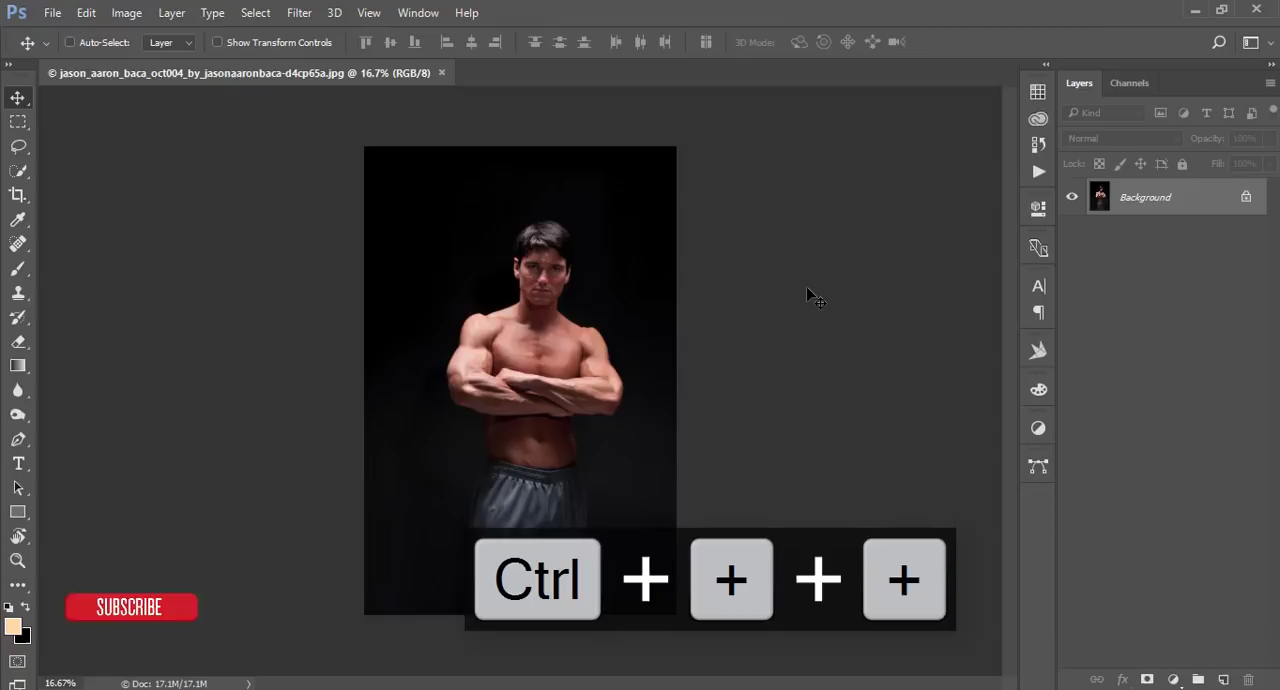 Ps File Edit Image Layer Type Select Filter 3D View Window Help
Auto-Select: Layer Show Transform Controls 3D Mode:
© jason_aaron_baca_oct004_by_jasonaaronbaca-d4cp65a.jpg @ 16.7% (RGB/8) ×
Layers Channels
Kind
Normal Opacity: 100%
Lock: Fill: 100%
Background
Ctrl + + + +
SUBSCRIBE
16.67% © Doc: 17.1M/17.1M